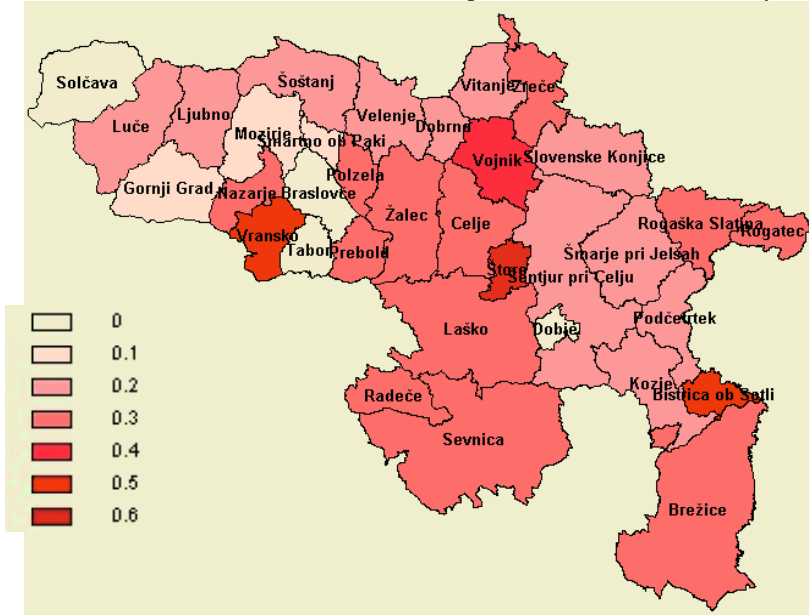 Solčava
Luče
Ljubno
Šoštanj
Mozirje
Šmartno ob Paki
Velenje
Dobrna
Vitanje
Zreče
Vojnik
Slovenske Konjice
Gornji Grad
Nazarje
Braslovče
Polzela
Žalec
Celje
Vransko
Tabor
Prebold
Štore
Šentjur pri Celju
Šmarje pri Jelšah
Rogaška Slatina
Rogatec
Podčetrtek
Dobje
Laško
Kozje
Bistrica ob Sotli
Radeče
Sevnica
Brežice
0
0.1
0.2
0.3
0.4
0.5
0.6